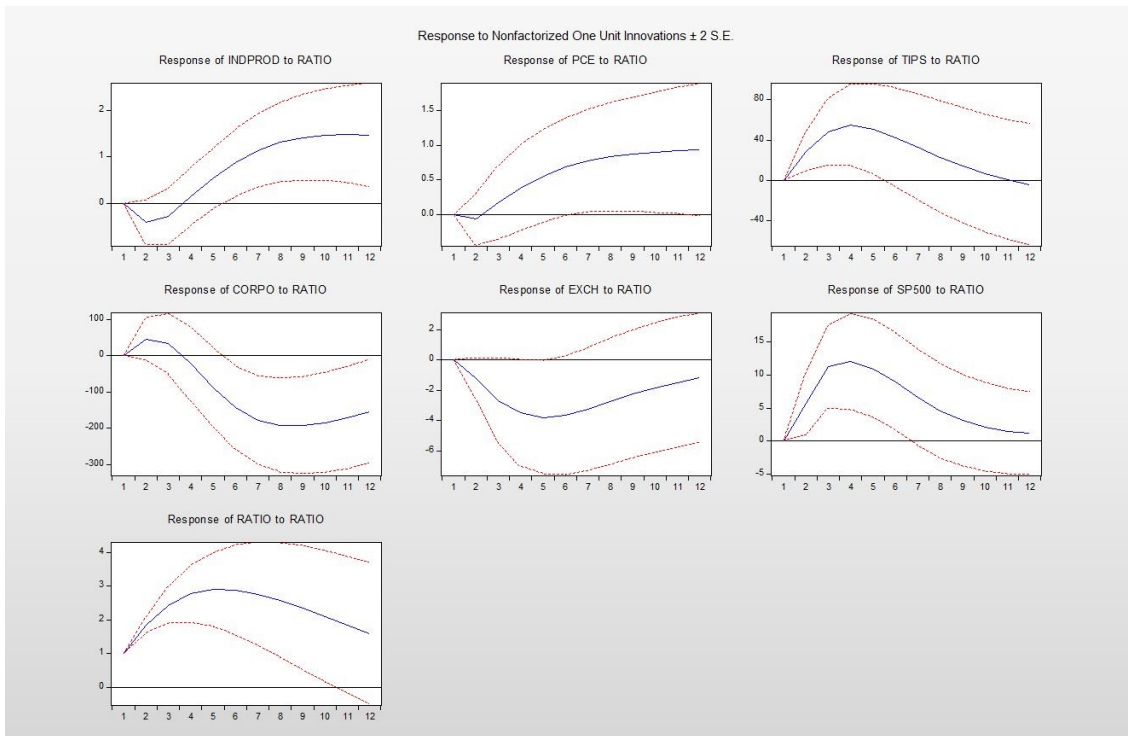 Response to Nonfactorized One Unit Innovations ± 2 S.E.
Response of INDPROD to RATIO
2
1
0
1 2 3 4 5 6 7 8 9 10 11 12
Response of PCE to RATIO
1.5
1.0
0.5
0.0
1 2 3 4 5 6 7 8 9 10 11 12
Response of TIPS to RATIO
80
40
0
-40
1 2 3 4 5 6 7 8 9 10 11 12
Response of CORPO to RATIO
100
0
-100
-200
-300
1 2 3 4 5 6 7 8 9 10 11 12
Response of EXCH to RATIO
2
0
-2
-4
-6
1 2 3 4 5 6 7 8 9 10 11 12
Response of SP500 to RATIO
15
10
5
0
-5
1 2 3 4 5 6 7 8 9 10 11 12
Response of RATIO to RATIO
4
3
2
1
0
1 2 3 4 5 6 7 8 9 10 11 12